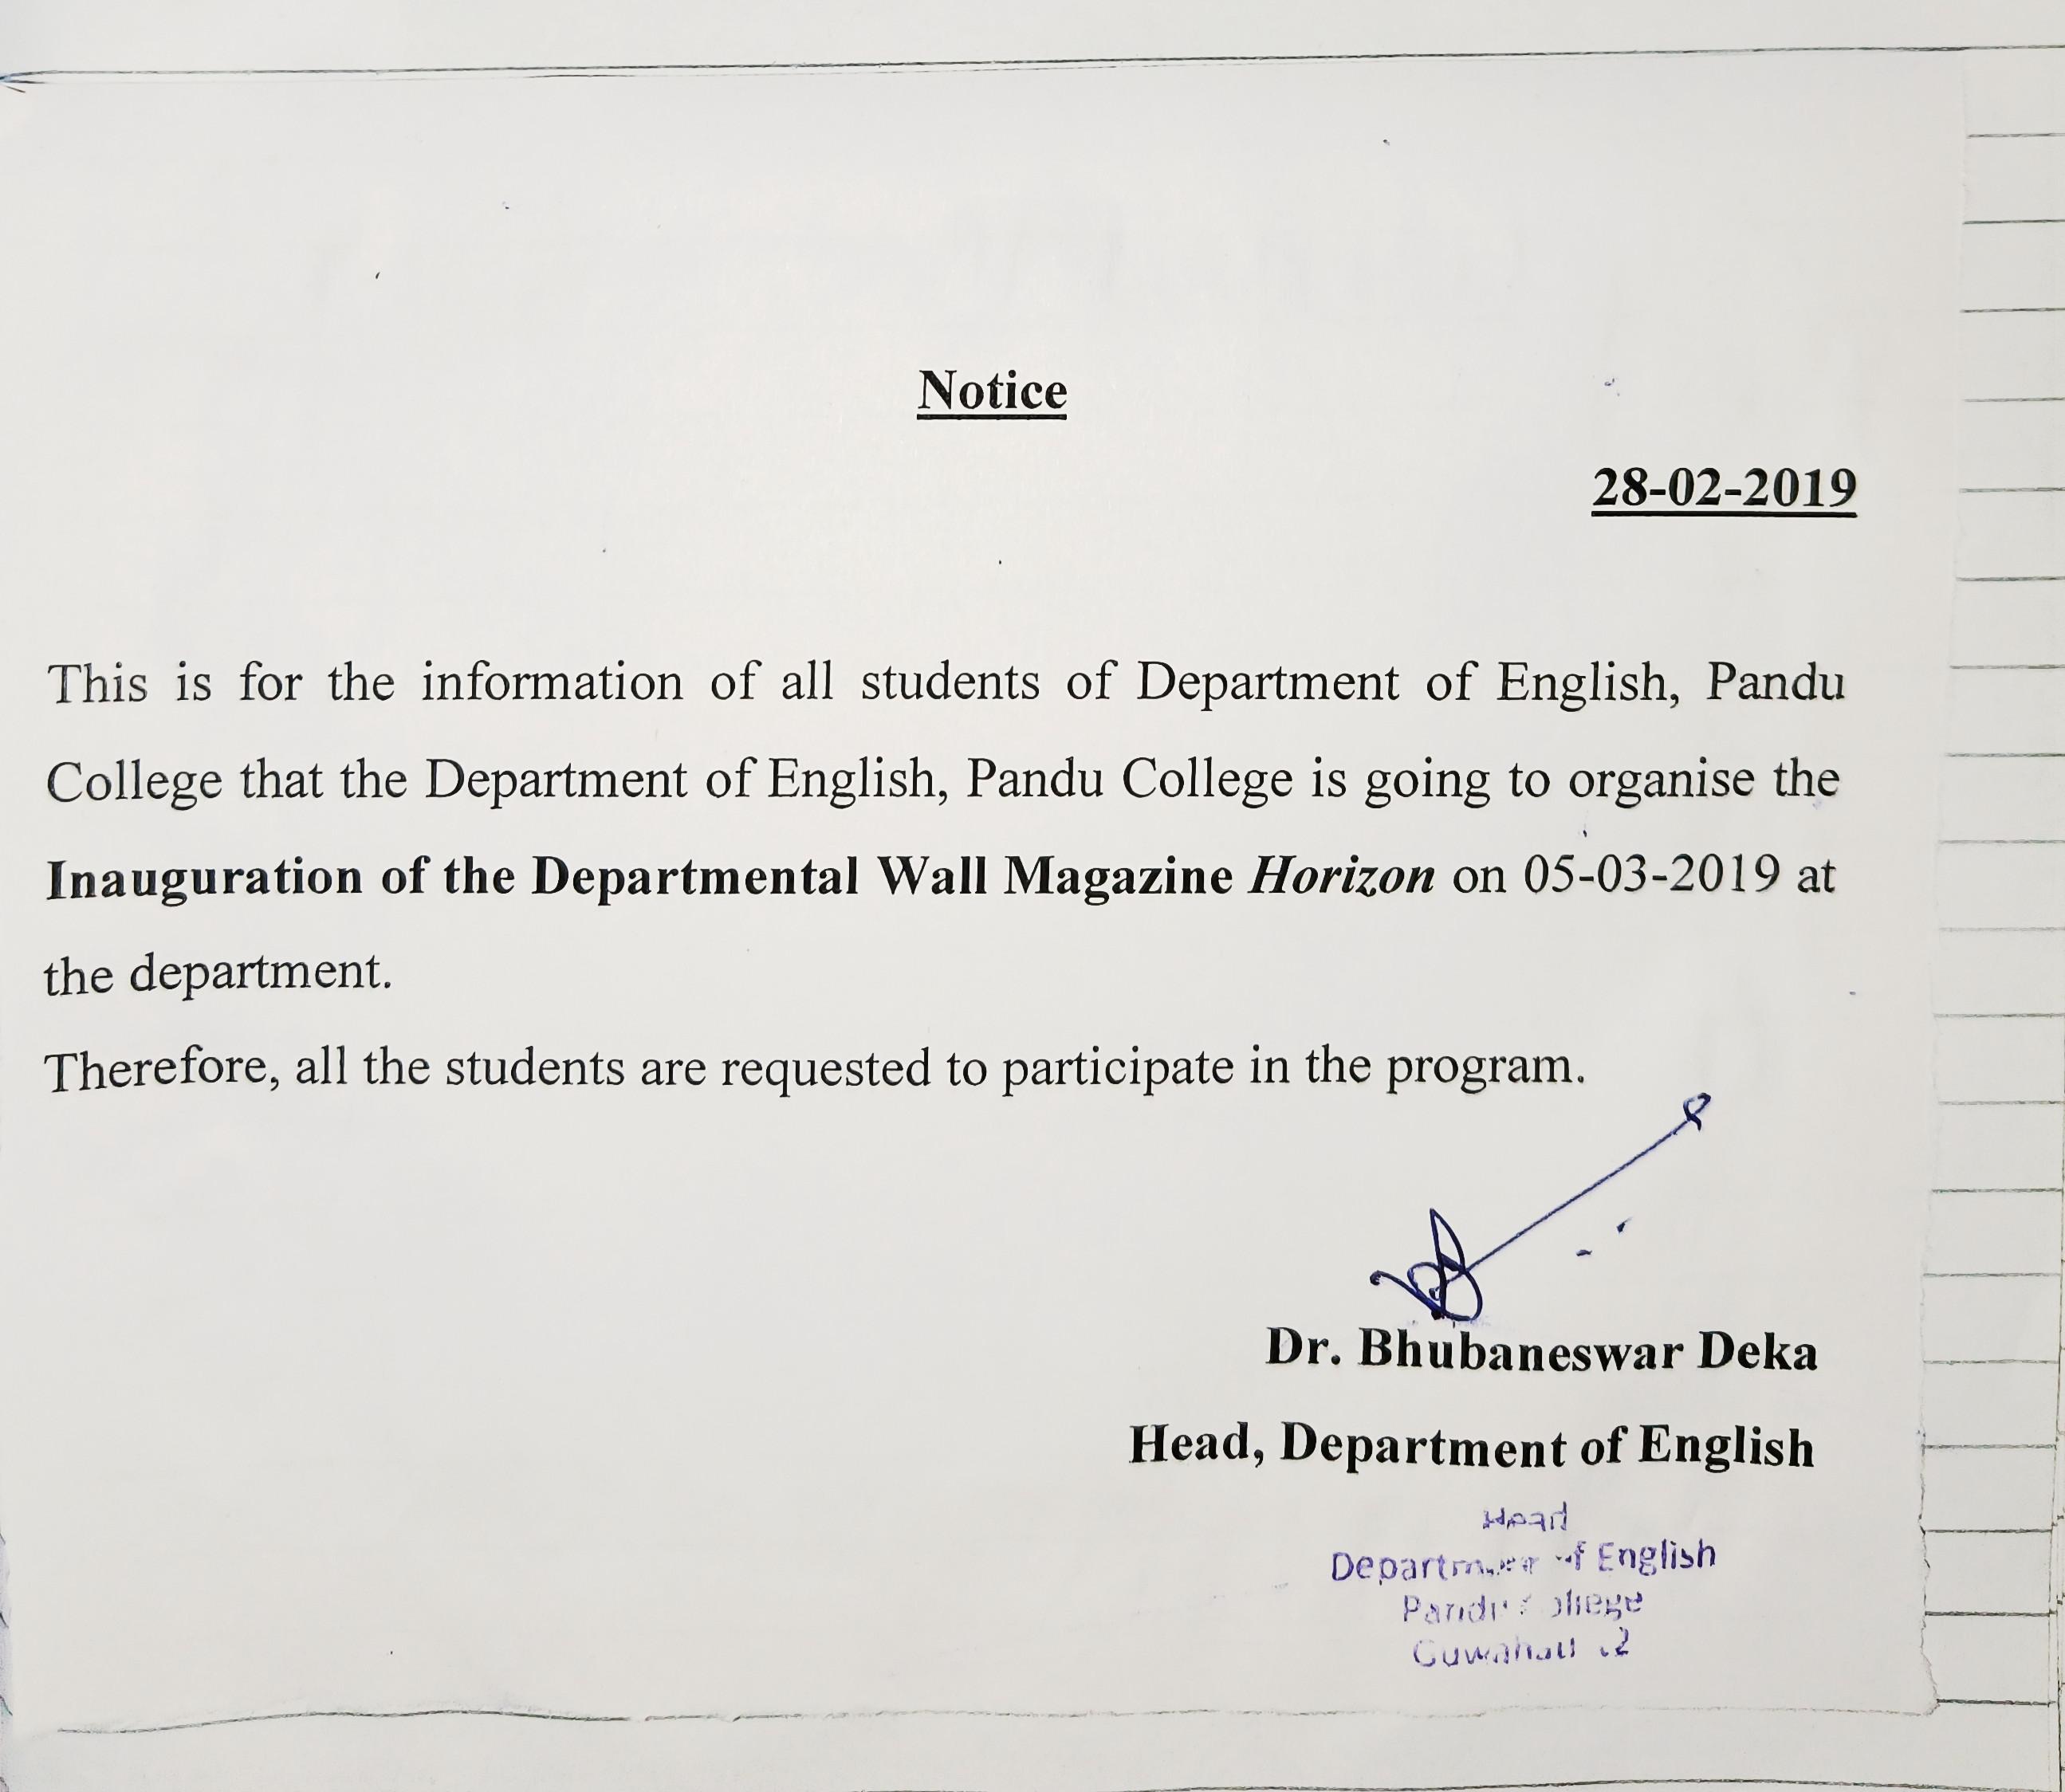 Notice
28-02-2019
This is for the information of all students of Department of English, Pandu
College that the Department of English, Pandu College is going to organise the
Inauguration of the Departmental Wall Magazine Horizon on 05-03-2019 at
the department.
Therefore, all the students are requested to participate in the program.
Dr. Bhubaneswar Deka
Head, Department of English
Head
Department of English
Pandu College
Guwahati